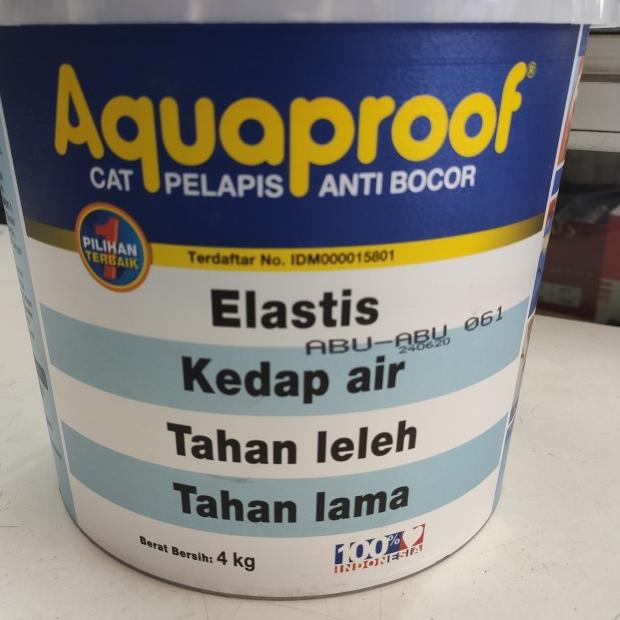 Aquaproof®
CAT PELAPIS ANTI BOCOR
1
PILIHAN
TERBAIK
Terdaftar No. IDM000015801
Elastis
ABU-ABU 061
240620
Kedap air
Tahan leleh
Tahan lama
Berat Bersih: 4 kg
100%
INDONESIA